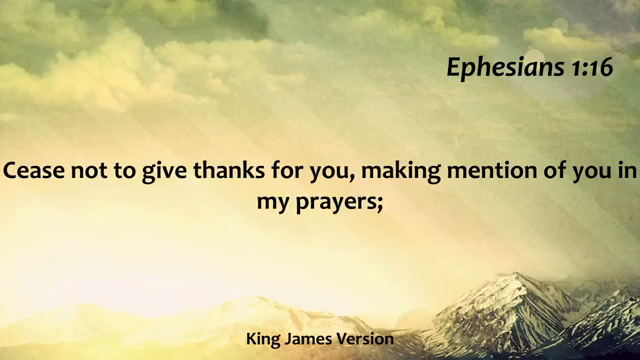 Ephesians 1:16
Cease not to give thanks for you, making mention of you in
my prayers;
King James Version